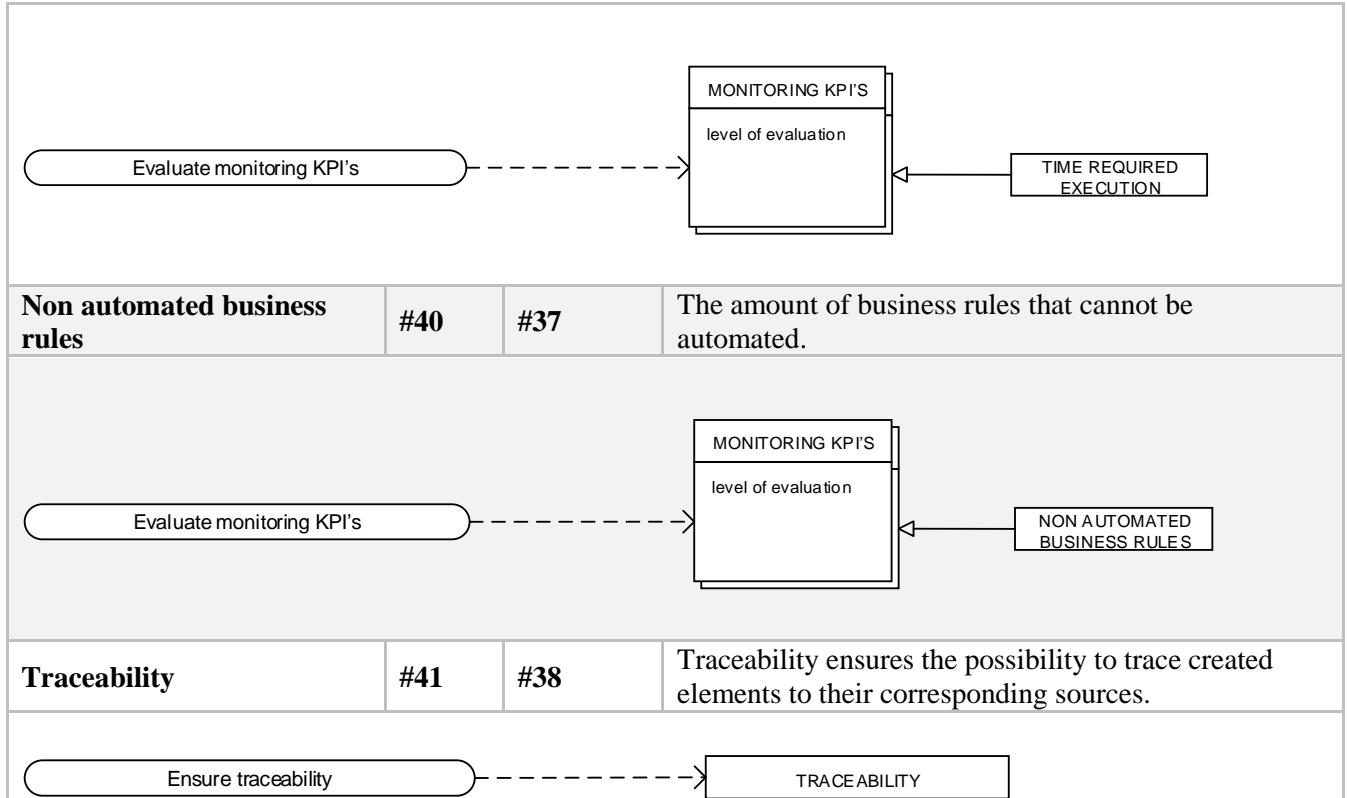 MONITORING KPI'S
level of evaluation
Evaluate monitoring KPI's
TIME REQUIRED
EXECUTION
Non automated business
rules
#40
#37
The amount of business rules that cannot be
automated.
MONITORING KPI'S
level of evaluation
Evaluate monitoring KPI's
NON AUTOMATED
BUSINESS RULES
Traceability
#41
#38
Traceability ensures the possibility to trace created
elements to their corresponding sources.
Ensure traceability
TRACEABILITY